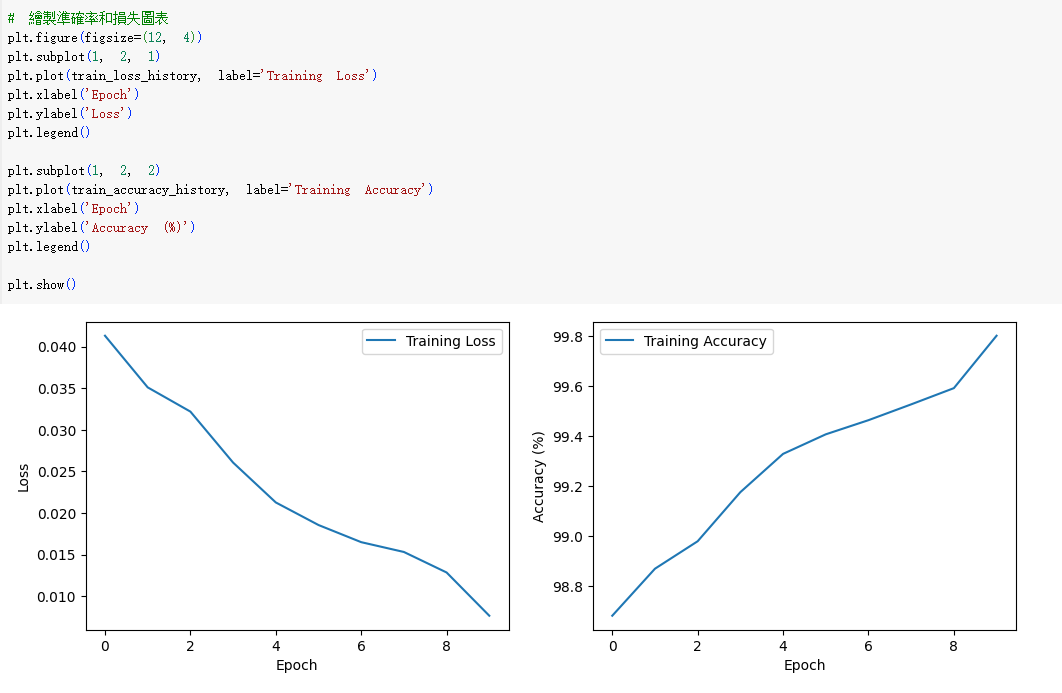 #  繪製準確率和損失圖表
plt.figure(figsize=(12,  4))
plt.subplot(1,  2,  1)
plt.plot(train_loss_history,  label='Training  Loss')
plt.xlabel('Epoch')
plt.ylabel('Loss')
plt.legend()
plt.subplot(1,  2,  2)
plt.plot(train_accuracy_history,  label='Training  Accuracy')
plt.xlabel('Epoch')
plt.ylabel('Accuracy  (%)')
plt.legend()
plt.show()
Training Loss
0.040
0.035
0.030
0.025
0.020
0.015
0.010
Loss
0 2 4 6 8
Epoch
Training Accuracy
99.8
99.6
99.4
99.2
99.0
98.8
Accuracy (%)
0 2 4 6 8
Epoch